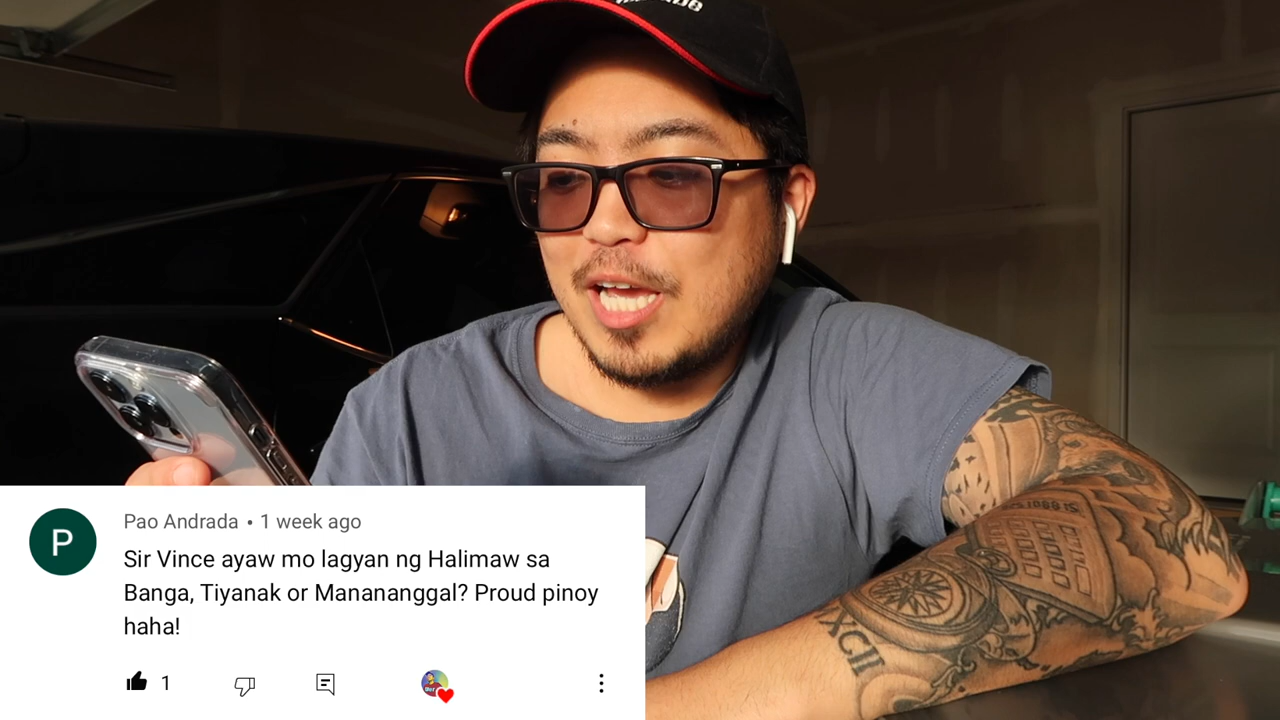 Pao Andrada • 1 week ago
Sir Vince ayaw mo lagyan ng Halimaw sa
Banga, Tiyanak or Manananggal? Proud pinoy
haha!
1
XCII